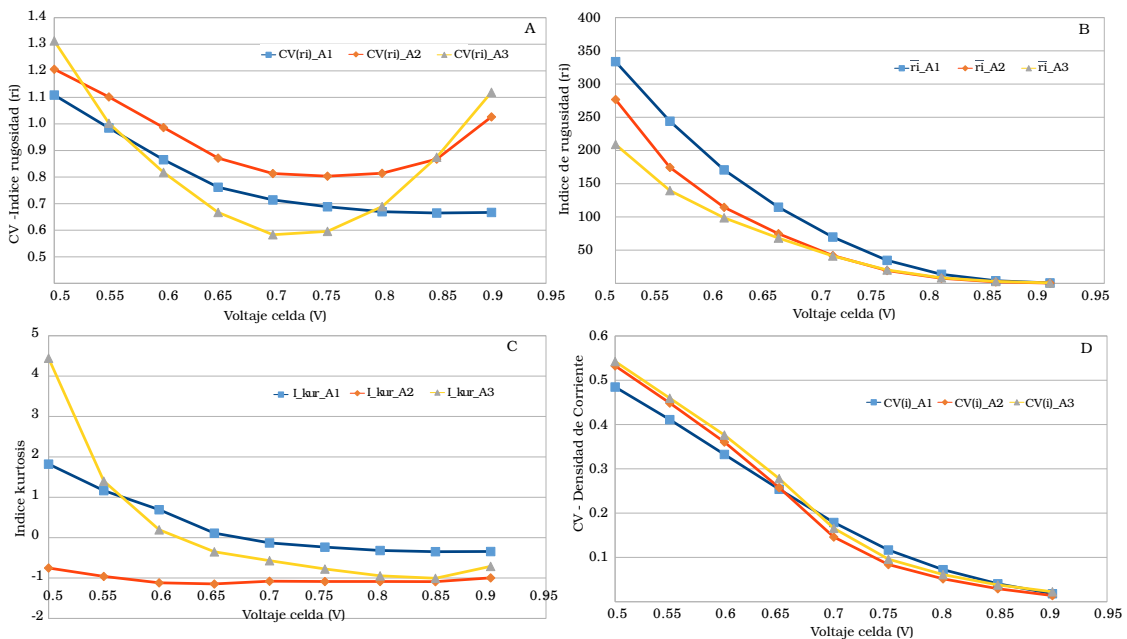 A
CV(ri)_A1 CV(ri)_A2 CV(ri)_A3
CV -Indice rugosidad (ri)
1.4
1.3
1.2
1.1
1.0
0.9
0.8
0.7
0.6
0.5
0.5 0.55 0.6 0.65 0.7 0.75 0.8 0.85 0.9 0.95
Voltaje celda (V)
B
ri_A1 ri_A2 ri_A3
Indice de rugusidad (ri)
400
350
300
250
200
150
100
50
0.5 0.55 0.6 0.65 0.7 0.75 0.8 0.85 0.9 0.95
Voltaje celda (V)
C
I_kur_A1 I_kur_A2 I_kur_A3
Indice kurtosis
5
4
3
2
1
0
-1
-2
0.5 0.55 0.6 0.65 0.7 0.75 0.8 0.85 0.9 0.95
Voltaje celda (V)
D
CV(i)_A1 CV(i)_A2 CV(i)_A3
CV - Densidad de Corriente
0.6
0.5
0.4
0.3
0.2
0.1
0.5 0.55 0.6 0.65 0.7 0.75 0.8 0.85 0.9 0.95
Voltaje celda (V)